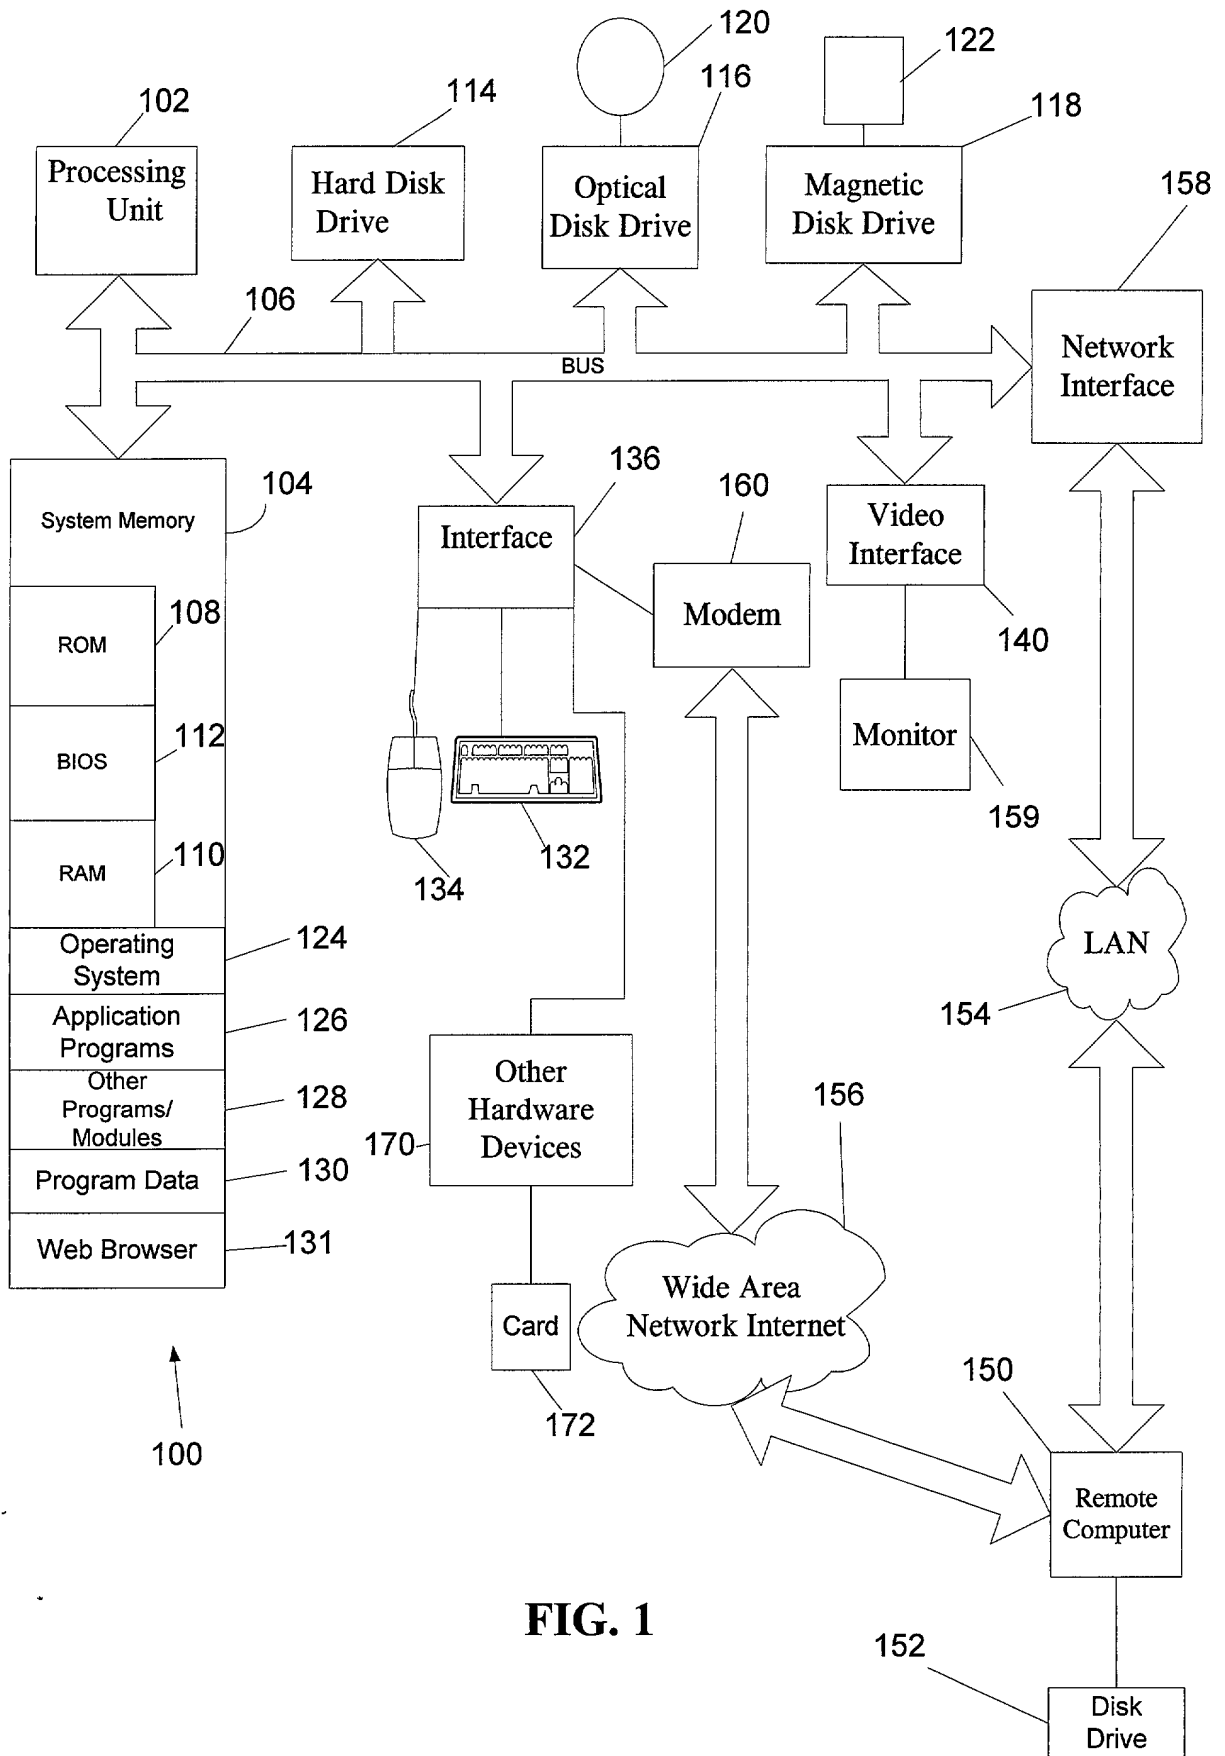 120
122
102
114
116
118
Processing
Unit
Hard Disk
Drive
Optical
Disk Drive
Magnetic
Disk Drive
158
106
BUS
Network
Interface
104
System Memory
136
Interface
160
Modem
Video
Interface
140
108
ROM
112
BIOS
110
RAM
Monitor
159
134
132
124
Operating
System
LAN
154
126
Application
Programs
128
Other
Programs/
Modules
Other
Hardware
Devices
170
156
130
Program Data
131
Web Browser
Wide Area
Network Internet
Card
172
100
150
Remote
Computer
FIG. 1
152
Disk
Drive